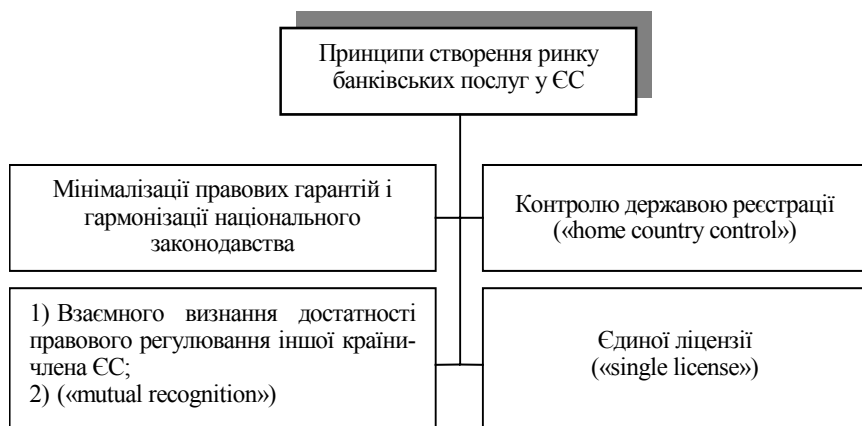 Принципи створення ринку
банківських послуг у ЄС
Мінімалізації правових гарантій і
гармонізації національного
законодавства
Контролю державою реєстрації
(«home country control»)
1) Взаємного визнання достатності
правового регулювання іншої країни-
члена ЄС;
2) («mutual recognition»)
Єдиної ліцензії
(«single license»)